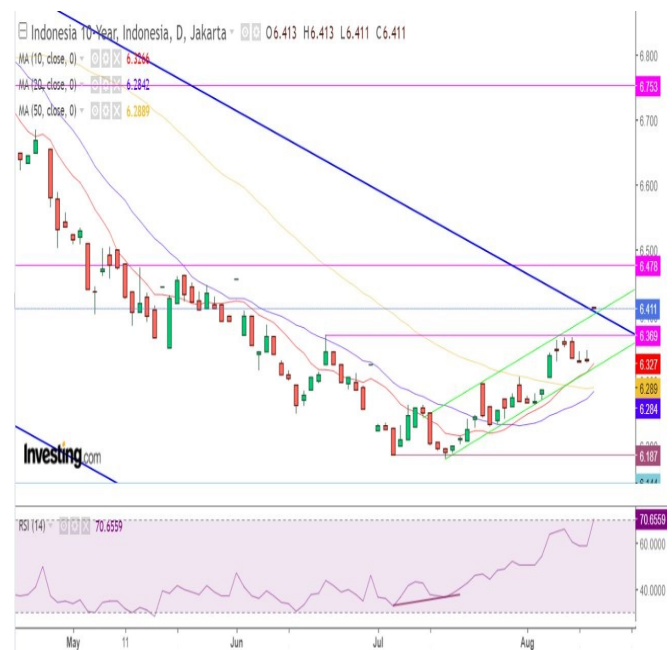 Indonesia 10-Year, Indonesia, D, Jakarta O6.413 H6.413 L6.411 C6.411
MA (10, close, 0) 6.3266
MA (20, close, 0) 6.2842
MA (50, close, 0) 6.2889
6.800
6.753
6.700
6.600
6.500
6.478
6.411
6.369
6.327
6.289
6.284
6.187
Investing.com
RSI (14) 70.6559
70.6559
60.0000
40.0000
May 11 Jun Jul Aug